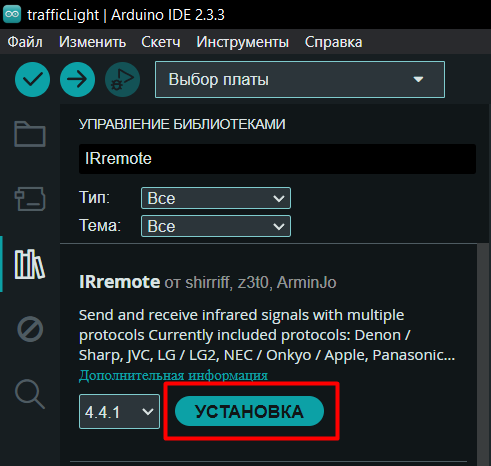 trafficLight | Arduino IDE 2.3.3
Файл Изменить Скетч Инструменты Справка
Выбор платы
УПРАВЛЕНИЕ БИБЛИОТЕКАМИ
IRremote
Тип: Все
Тема: Все
IRremote от shirriff, z3t0, ArminJo
Send and receive infrared signals with multiple
protocols Currently included protocols: Denon /
Sharp, JVC, LG / LG2, NEC / Onkyo / Apple, Panasonic...
Дополнительная информация
4.4.1 УСТАНОВКА